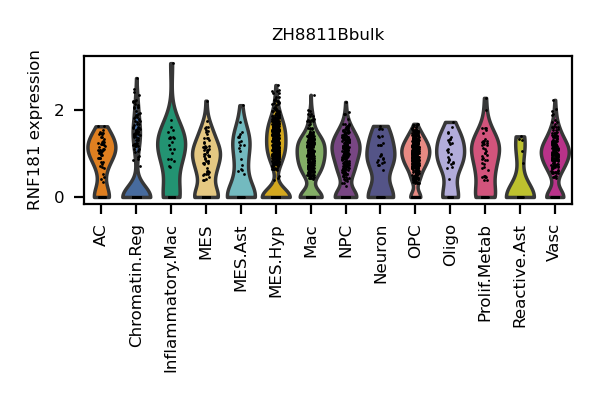 ZH8811Bbulk
RNF181 expression
2
0
AC
Chromatin.Reg
Inflammatory.Mac
MES
MES.Ast
MES.Hyp
Mac
NPC
Neuron
OPC
Oligo
Prolif.Metab
Reactive.Ast
Vasc